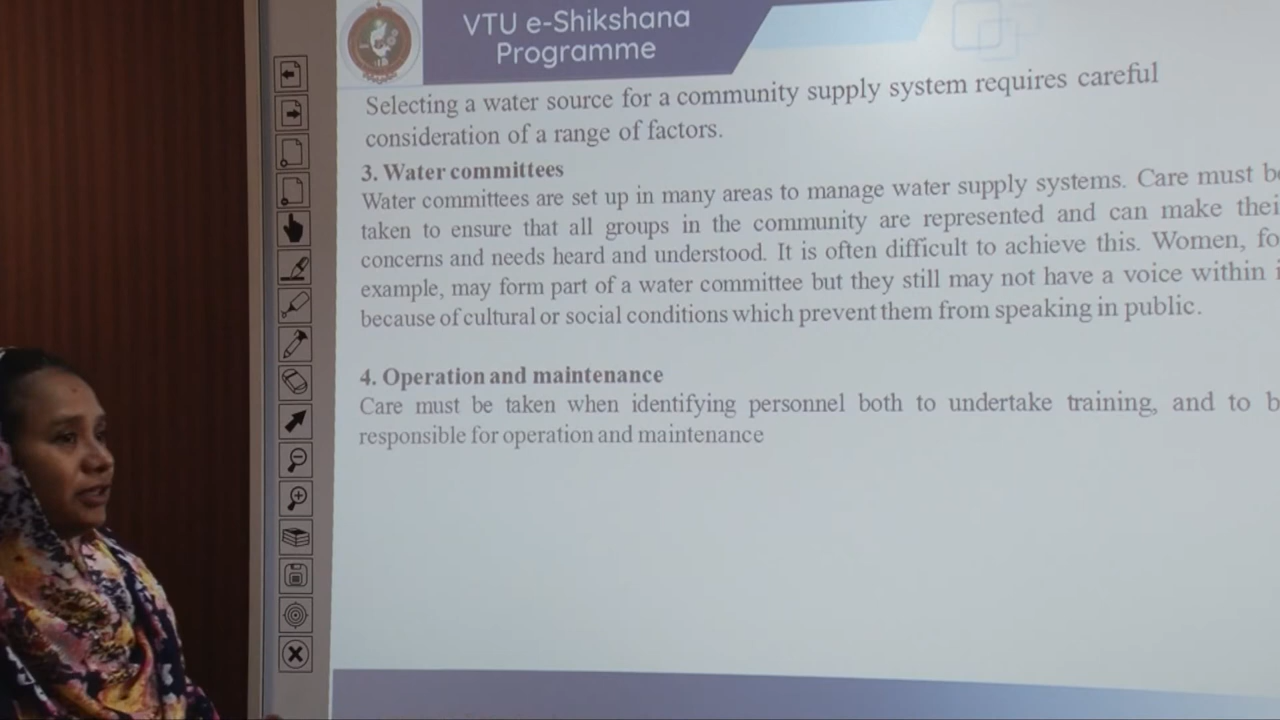 VTU e-Shikshana
Programme
Selecting a water source for a community supply system requires careful
consideration of a range of factors.
3. Water committees
Water committees are set up in many areas to manage water supply systems. Care must be
taken to ensure that all groups in the community are represented and can make thei
concerns and needs heard and understood. It is often difficult to achieve this. Women, fo
example, may form part of a water committee but they still may not have a voice within i
because of cultural or social conditions which prevent them from speaking in public.
4. Operation and maintenance
Care must be taken when identifying personnel both to undertake training, and to b
responsible for operation and maintenance